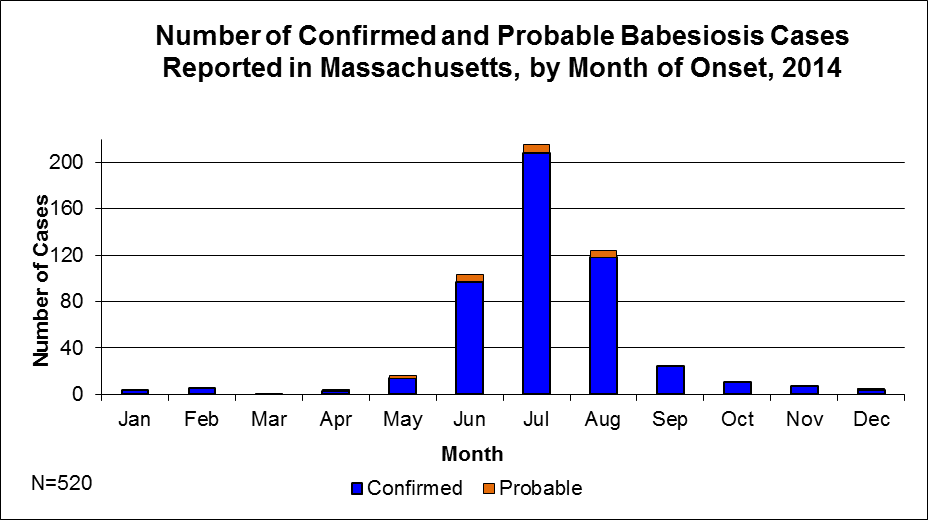 Number of Confirmed and Probable Babesiosis Cases
Reported in Massachusetts, by Month of Onset, 2014
Number of Cases
200
160
120
80
40
0
Jan Feb Mar Apr May Jun Jul Aug Sep Oct Nov Dec
Month
N=520
Confirmed Probable